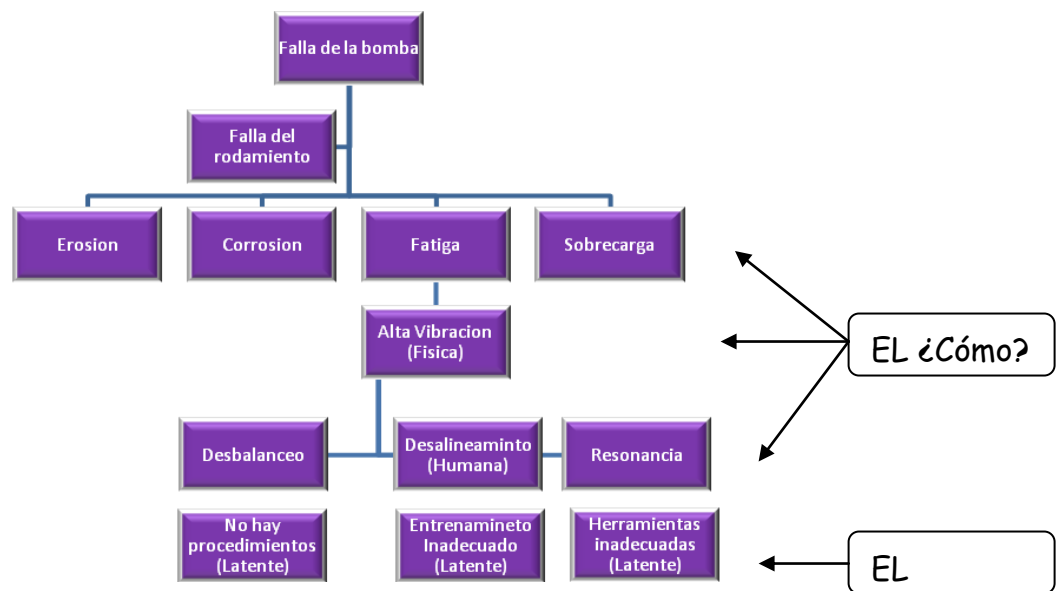 Falla de la bomba
Falla del
rodamiento
Erosion
Corrosion
Fatiga
Sobrecarga
Alta Vibracion
(Fisica)
EL ¿Cómo?
Desbalanceo
Desalineaminto
(Humana)
Resonancia
No hay
procedimientos
(Latente)
Entrenamineto
Inadecuado
(Latente)
Herramientas
inadecuadas
(Latente)
EL